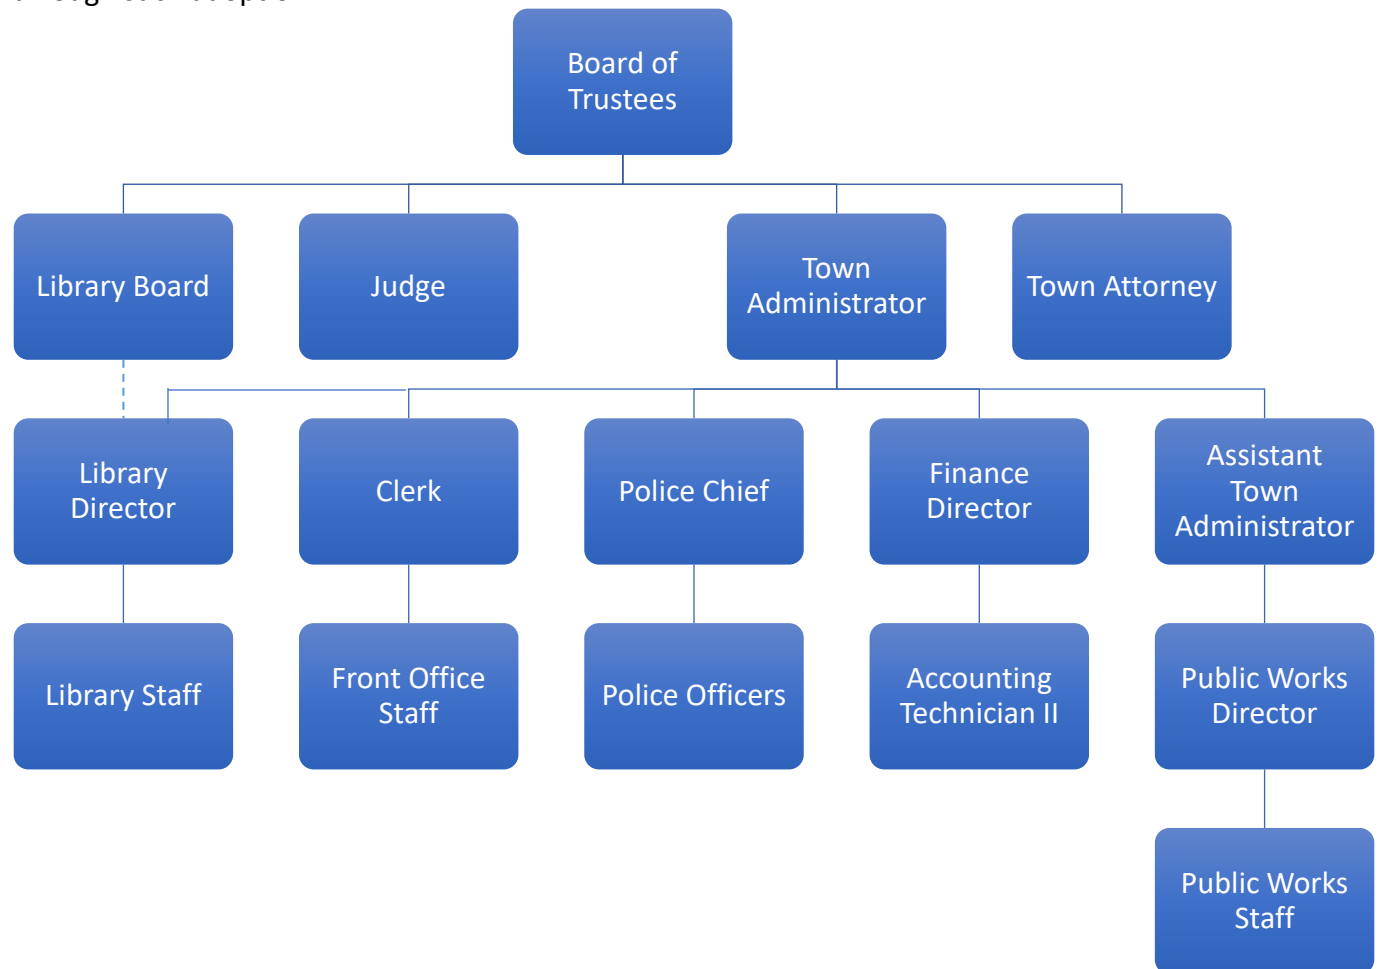 Board of
Trustees
Library Board
Judge
Town
Administrator
Town Attorney
Library
Director
Clerk
Police Chief
Finance
Director
Assistant
Town
Administrator
Library Staff
Front Office
Staff
Police Officers
Accounting
Technician II
Public Works
Director
Public Works
Staff